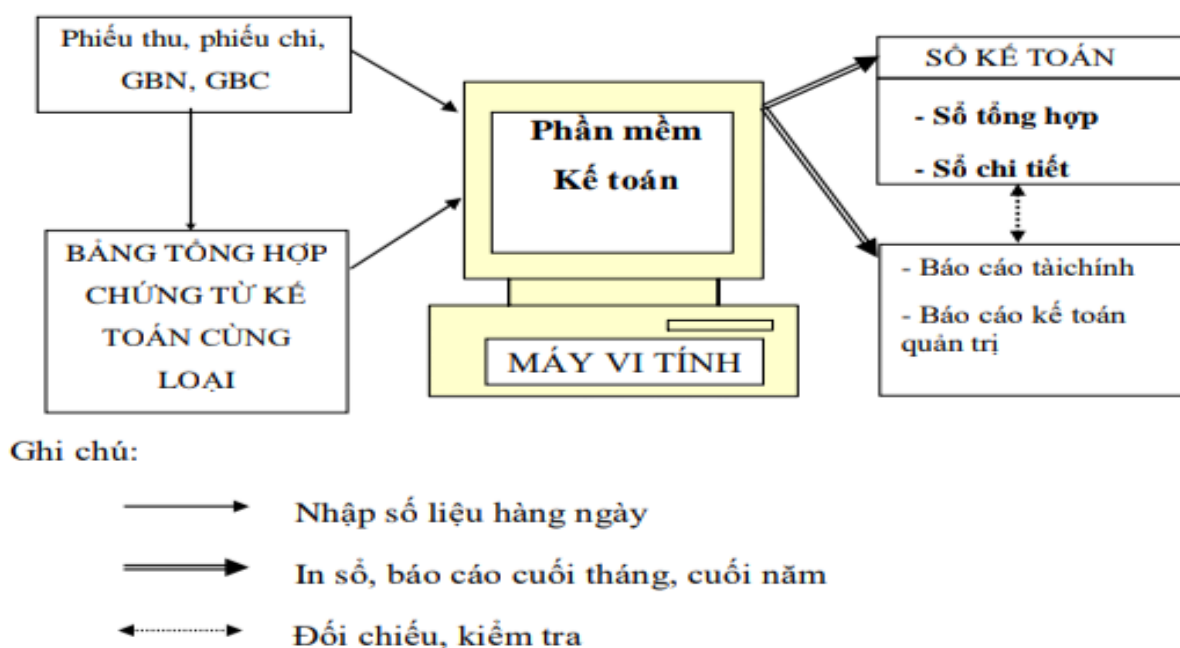 Phiếu thu, phiếu chi,
GBN, GBC
BẢNG TỔNG HỢP
CHỨNG TỪ KẾ
TOÁN CÙNG
LOẠI
Phần mềm
Kế toán
MÁY VI TÍNH
SỔ KẾ TOÁN
- Sổ tổng hợp
- Sổ chi tiết
- Báo cáo tàichính
- Báo cáo kế toán
quản trị
Ghi chú:
Nhập số liệu hàng ngày
In sổ, báo cáo cuối tháng, cuối năm
Đối chiếu, kiểm tra